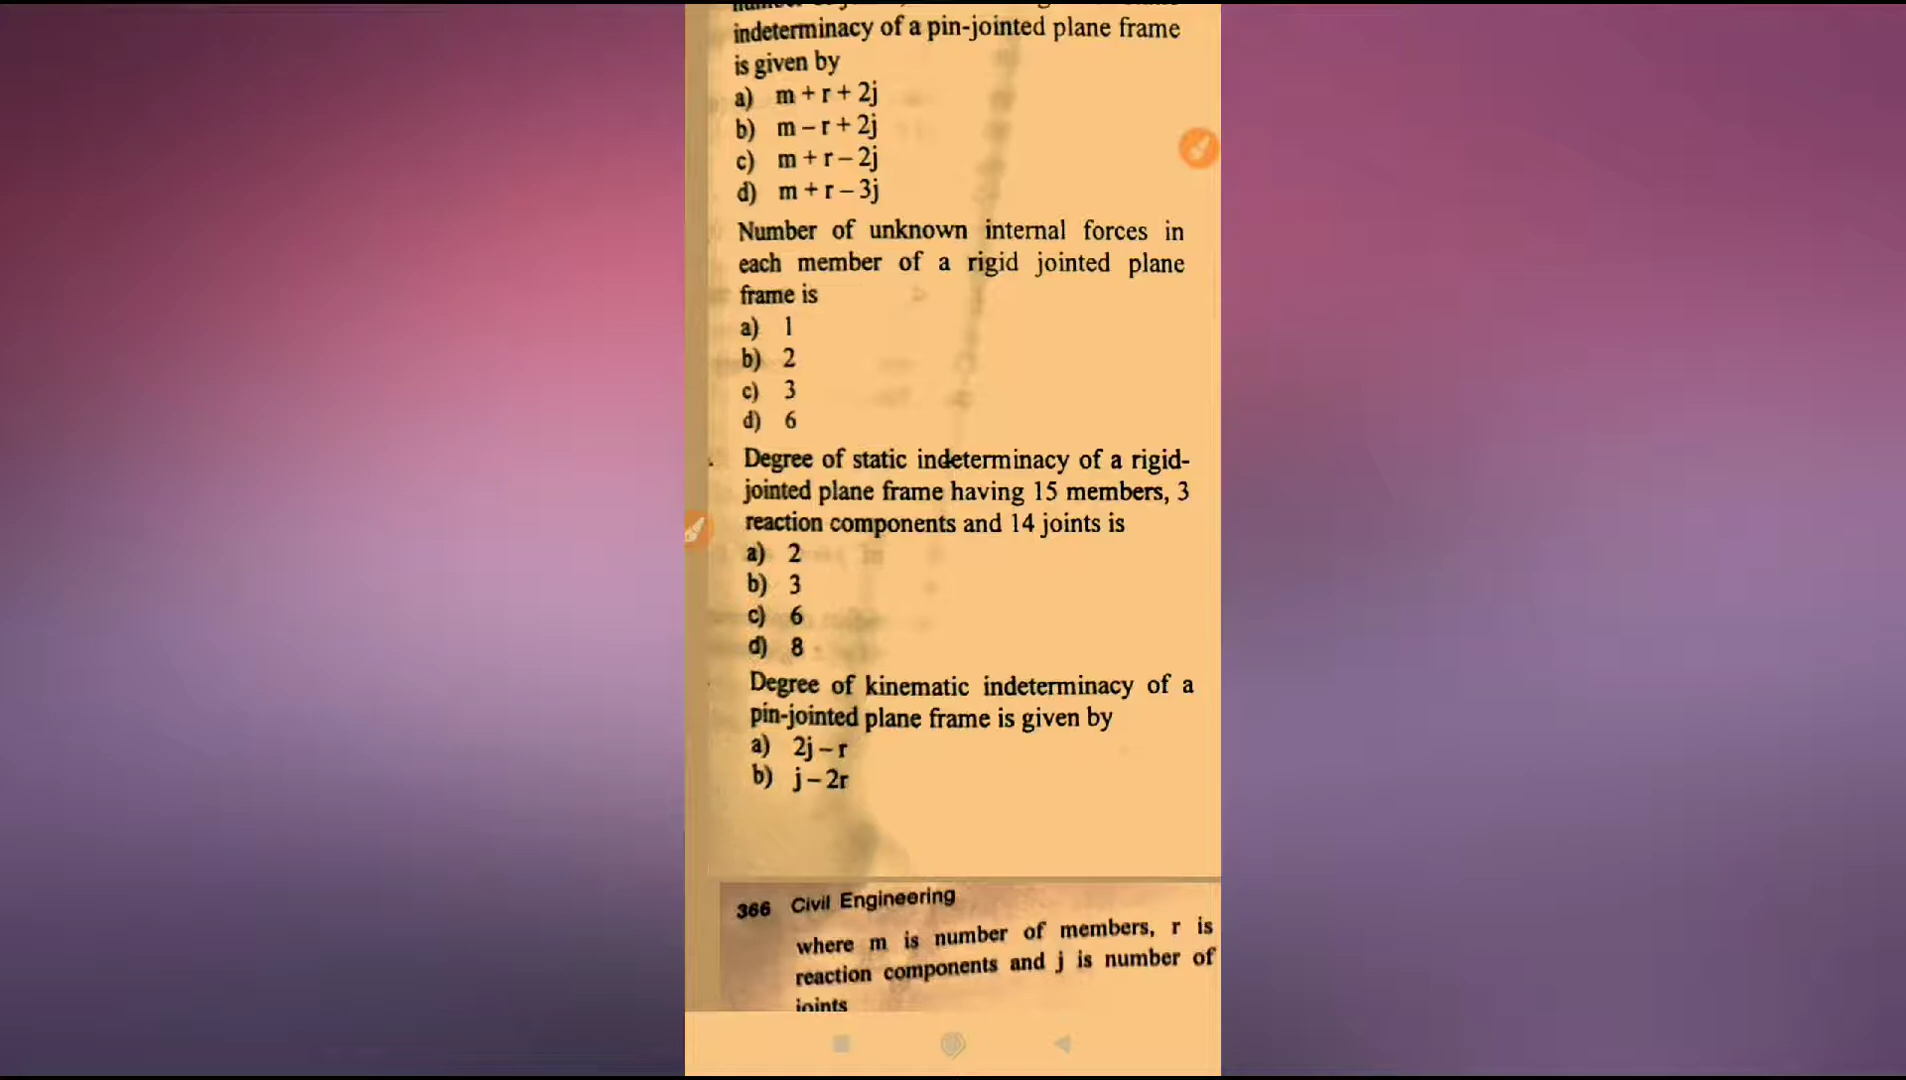 indeterminacy of a pin-jointed plane frame
is given by
a) m + r + 2j
b) m – r + 2j
c) m + r – 2j
d) m + r – 3j
Number of unknown internal forces in
each member of a rigid jointed plane
frame is
a) 1
b) 2
c) 3
d) 6
Degree of static indeterminacy of a rigid-
jointed plane frame having 15 members, 3
reaction components and 14 joints is
a) 2
b) 3
c) 6
d) 8
Degree of kinematic indeterminacy of a
pin-jointed plane frame is given by
a) 2j – r
b) j – 2r
366 Civil Engineering
where m is number of members, r is
reaction components and j is number of
joints